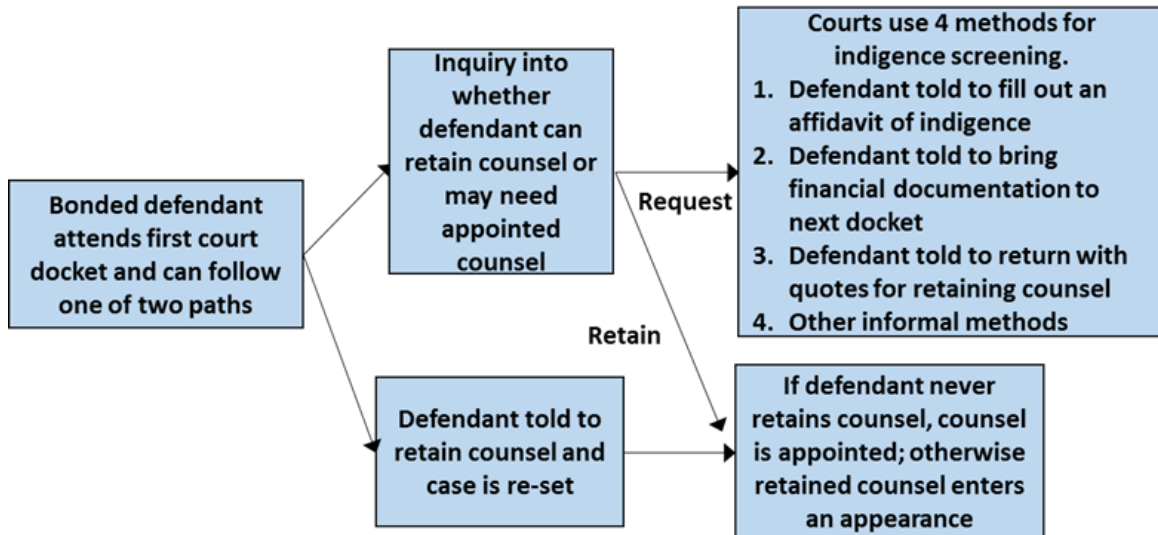 Bonded defendant
attends first court
docket and can follow
one of two paths
Inquiry into
whether
defendant can
retain counsel or
may need
appointed
counsel
Request
Retain
Courts use 4 methods for
indigence screening.
1. Defendant told to fill out an
affidavit of indigence
2. Defendant told to bring
financial documentation to
next docket
3. Defendant told to return with
quotes for retaining counsel
4. Other informal methods
Defendant told to
retain counsel and
case is re-set
If defendant never
retains counsel, counsel
is appointed; otherwise
retained counsel enters
an appearance